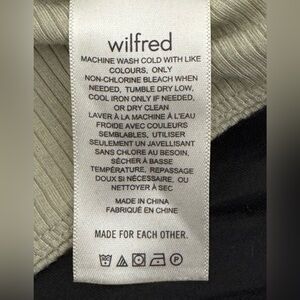 wilfred
MACHINE WASH COLD WITH LIKE
COLOURS, ONLY
NON-CHLORINE BLEACH WHEN
NEEDED, TUMBLE DRY LOW,
COOL IRON ONLY IF NEEDED,
OR DRY CLEAN
LAVER À LA MACHINE À L'EAU
FROIDE AVEC COULEURS
SEMBLABLES, UTILISER
SEULEMENT UN JAVELLISANT
SANS CHLORE AU BESOIN,
SÉCHER À BASSE
TEMPÉRATURE, REPASSAGE
DOUX SI NÉCESSAIRE, OU
NETTOYER À SEC
MADE IN CHINA
FABRIQUÉ EN CHINE
MADE FOR EACH OTHER.